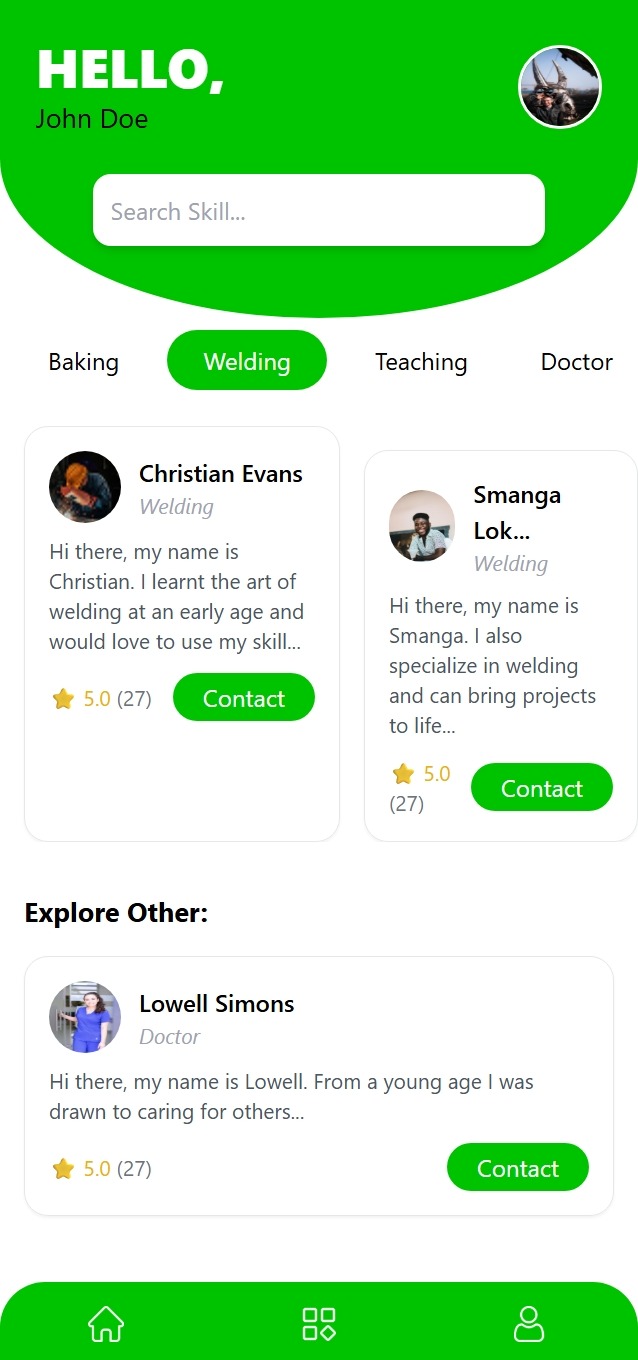 HELLO,
John Doe
Search Skill...
Baking
Welding
Teaching
Doctor
Christian Evans
Welding
Hi there, my name is
Christian. I learnt the art of
welding at an early age and
would love to use my skill...
5.0 (27)
Contact
Smanga
Lok...
Welding
Hi there, my name is
Smanga. I also
specialize in welding
and can bring projects
to life...
5.0
(27)
Contact
Explore Other:
Lowell Simons
Doctor
Hi there, my name is Lowell. From a young age I was
drawn to caring for others...
5.0 (27)
Contact